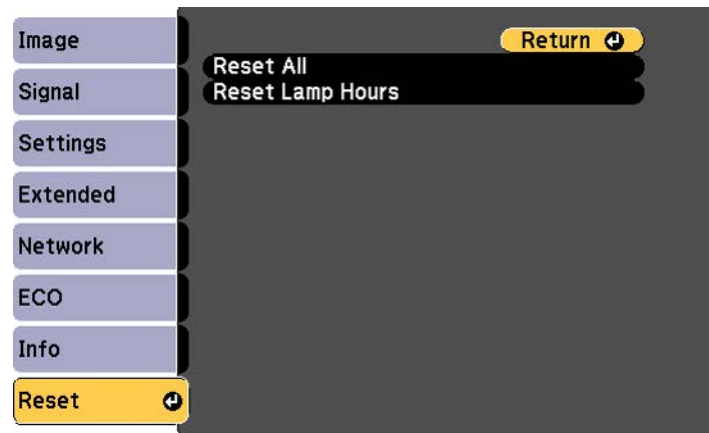 Image
Signal
Settings
Extended
Network
ECO
Info
Reset
Return
Reset All
Reset Lamp Hours